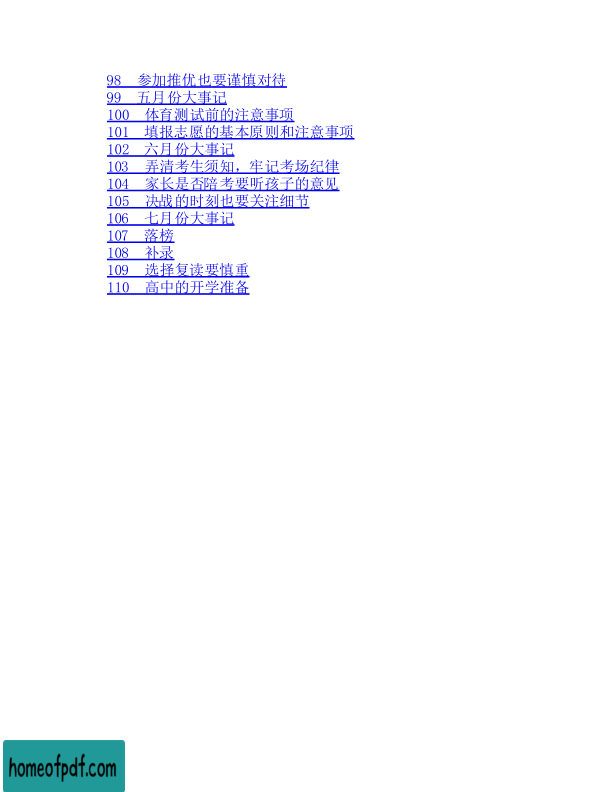 98  参加推优也要谨慎对待
99  五月份大事记
100  体育测试前的注意事项
101  填报志愿的基本原则和注意事项
102  六月份大事记
103  弄清考生须知，牢记考场纪律
104  家长是否陪考要听孩子的意见
105  决战的时刻也要关注细节
106  七月份大事记
107  落榜
108  补录
109  选择复读要慎重
110  高中的开学准备
homeofpdf.com